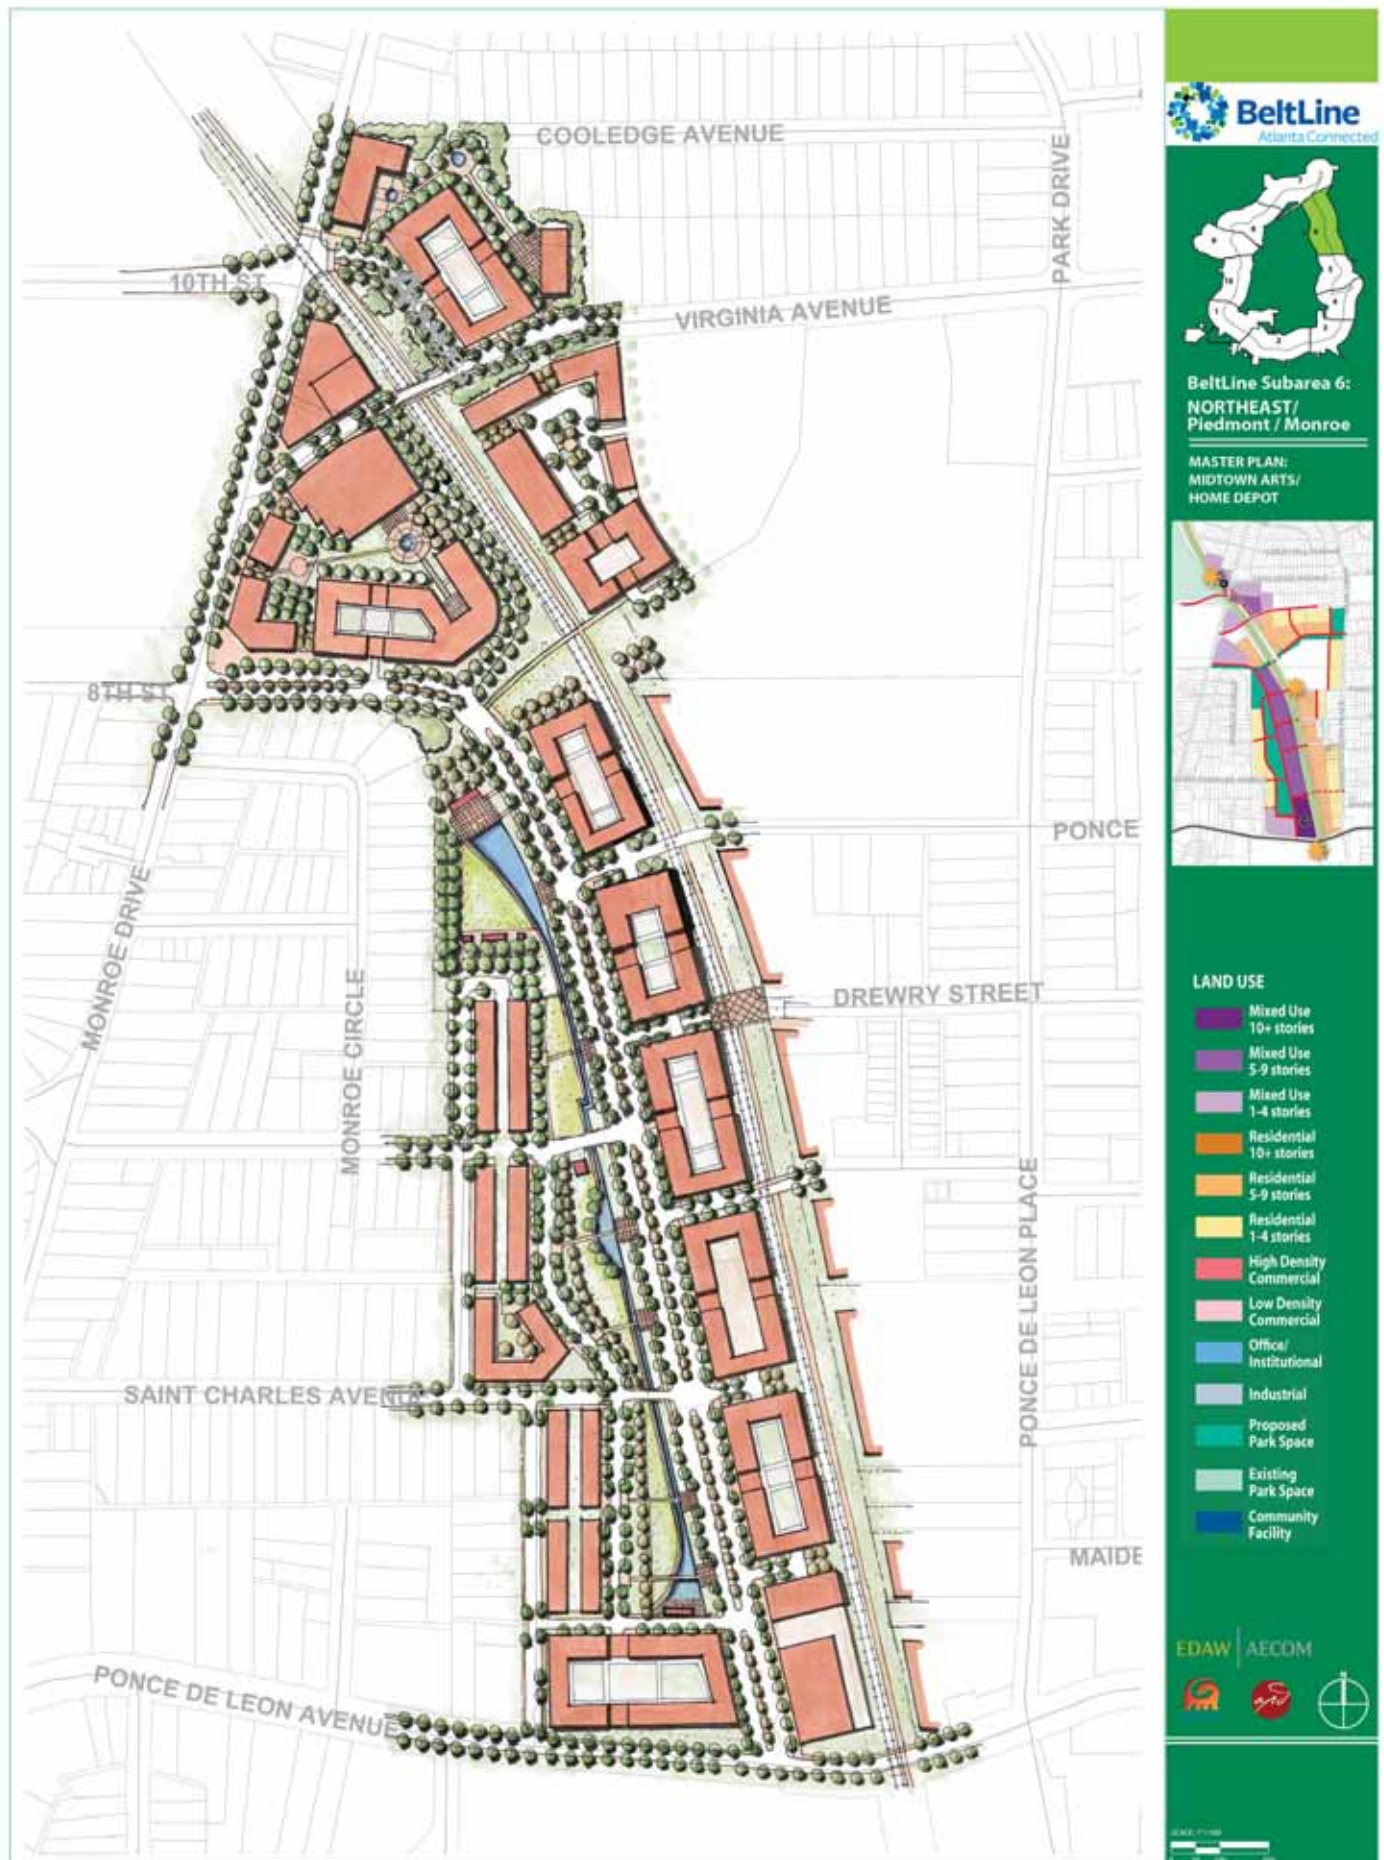 COOLEDGE AVENUE
PARK DRIVE
10TH ST
VIRGINIA AVENUE
8TH ST
PONCE
MONROE DRIVE
DREWRY STREET
MONROE CIRCLE
PONCE DE LEON PLACE
SAINT CHARLES AVENUE
MAIDE
PONCE DE LEON AVENUE
BeltLine
Atlanta Connected
BeltLine Subarea 6:
NORTHEAST/
Piedmont / Monroe
MASTER PLAN:
MIDTOWN ARTS/
HOME DEPOT
LAND USE
Mixed Use
10+ stories
Mixed Use
5-9 stories
Mixed Use
1-4 stories
Residential
10+ stories
Residential
5-9 stories
Residential
1-4 stories
High Density
Commercial
Low Density
Commercial
Office/
Institutional
Industrial
Proposed
Park Space
Existing
Park Space
Community
Facility
EDAW | AECOM
N